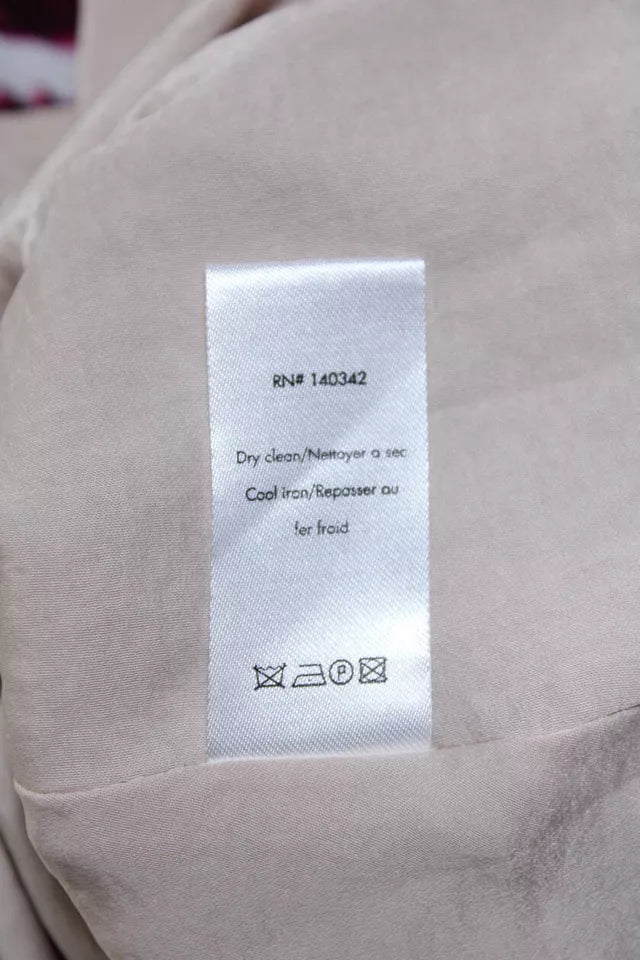 RN# 140342
Dry clean/Nettoyer a sec
Cool iron/Repasser au
fer froid
P